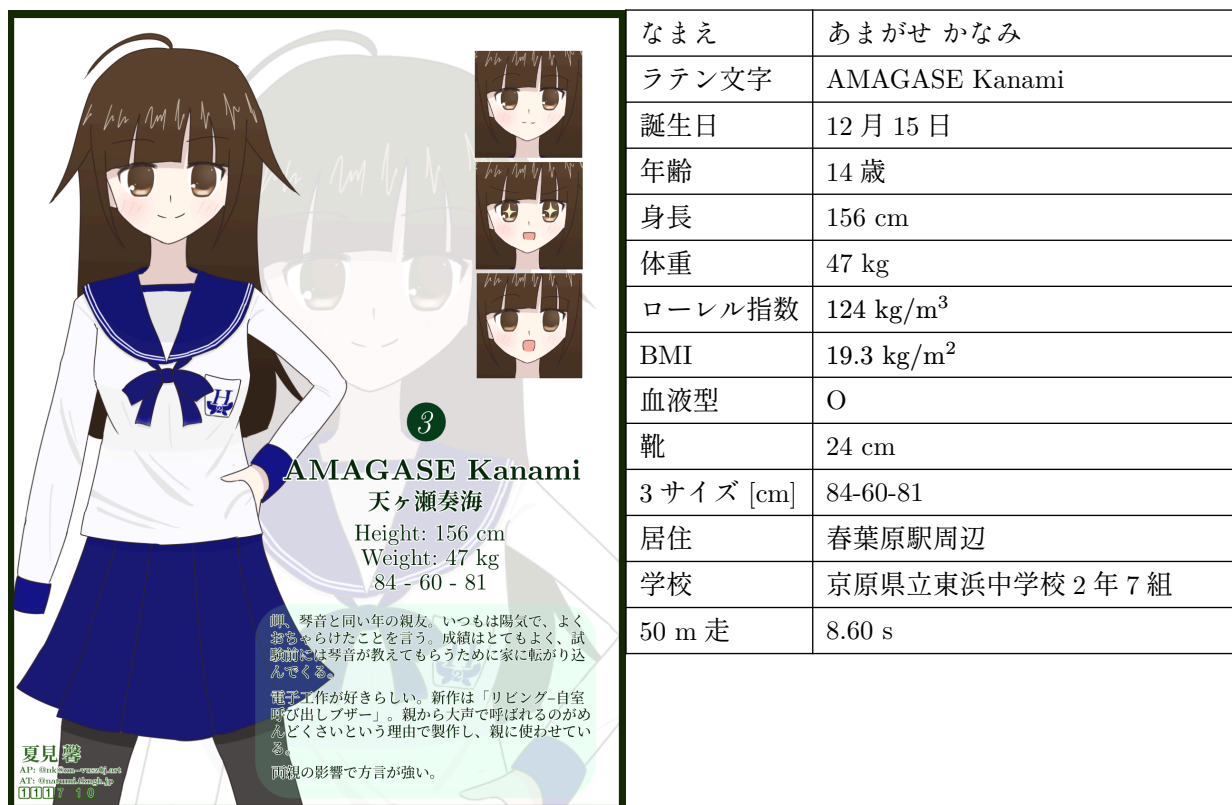 3
AMAGASE Kanami
天ヶ瀬奏海
Height: 156 cm
Weight: 47 kg
84 - 60 - 81
岬、琴音と同い年の親友。いつもは陽気で、よく
おちゃらけたことを言う。成績はとてもよく、試
験前には琴音が教えてもらうために家に転がり込
んでくる。
電子工作が好きらしい。新作は「リビング–自室
呼び出しブザー」。親から大声で呼ばれるのがめ
んどくさいという理由で製作し、親に使わせてい
る。
両親の影響で方言が強い。
H
2
夏見 馨
なまえ あまがせ かなみ
ラテン文字 AMAGASE Kanami
誕生日 12 月 15 日
年齢 14 歳
身長 156 cm
体重 47 kg
ローレル指数 124 kg/m³
BMI 19.3 kg/m²
血液型 O
靴 24 cm
3 サイズ [cm] 84-60-81
居住 春葉原駅周辺
学校 京原県立東浜中学校 2 年 7 組
50 m 走 8.60 s